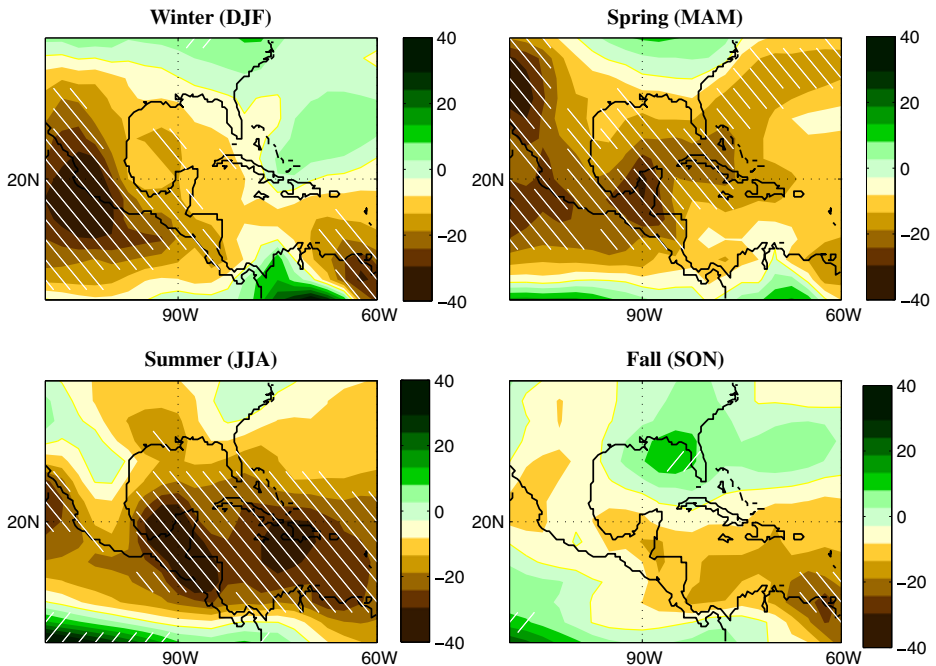 Winter (DJF)
Spring (MAM)
40
20
0
−20
−40
20N
90W
60W
40
20
0
−20
−40
20N
90W
60W
Summer (JJA)
Fall (SON)
40
20
0
−20
−40
20N
90W
60W
40
20
0
−20
−40
20N
90W
60W